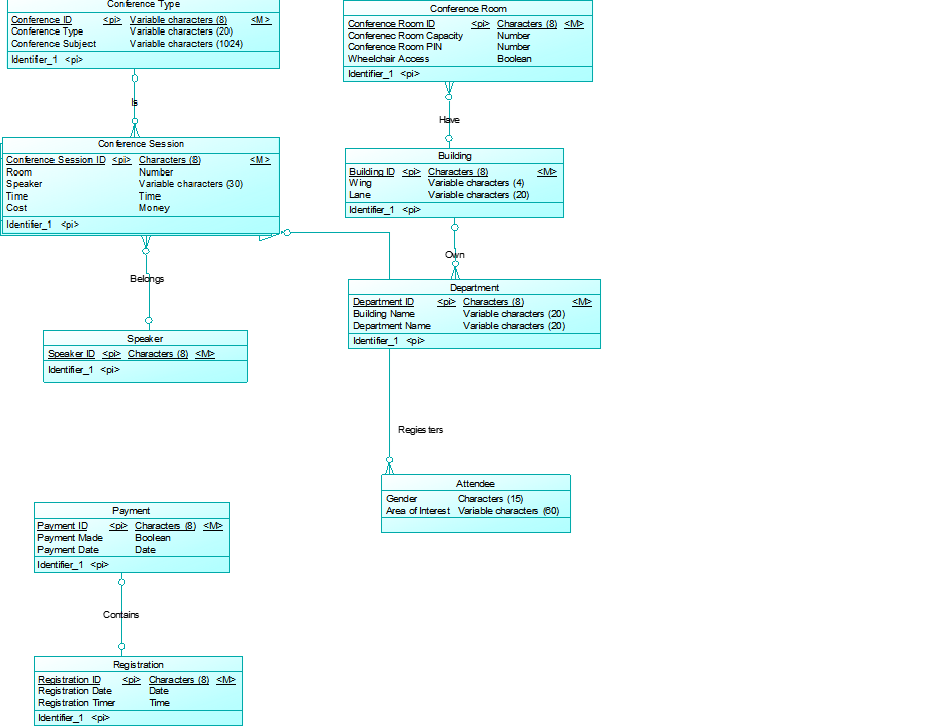 Conference Type
Conference ID <pi> Variable characters (8) <M>
Conference Type Variable characters (20)
Conference Subject Variable characters (1024)
Identifier_1 <pi>
Is
Conference Session
Conference Session ID <pi> Characters (8) <M>
Room Number
Speaker Variable characters (30)
Time Time
Cost Money
Identifier_1 <pi>
Belongs
Speaker
Speaker ID <pi> Characters (8) <M>
Identifier_1 <pi>
Conference Room
Conference Room ID <pi> Characters (8) <M>
Conferenec Room Capacity Number
Conference Room PIN Number
Wheelchair Access Boolean
Identifier_1 <pi>
Have
Building
Building ID <pi> Characters (8) <M>
Wing Variable characters (4)
Lane Variable characters (20)
Identifier_1 <pi>
Own
Department
Department ID <pi> Characters (8) <M>
Building Name Variable characters (20)
Department Name Variable characters (20)
Identifier_1 <pi>
Regiesters
Attendee
Gender Characters (15)
Area of Interest Variable characters (60)
Payment
Payment ID <pi> Characters (8) <M>
Payment Made Boolean
Payment Date Date
Identifier_1 <pi>
Contains
Registration
Registration ID <pi> Characters (8) <M>
Registration Date Date
Registration Timer Time
Identifier_1 <pi>